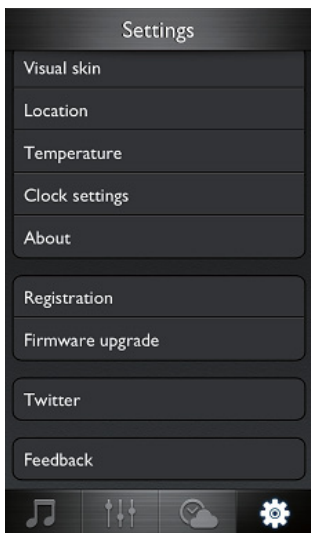 Settings
Visual skin
Location
Temperature
Clock settings
About
Registration
Firmware upgrade
Twitter
Feedback